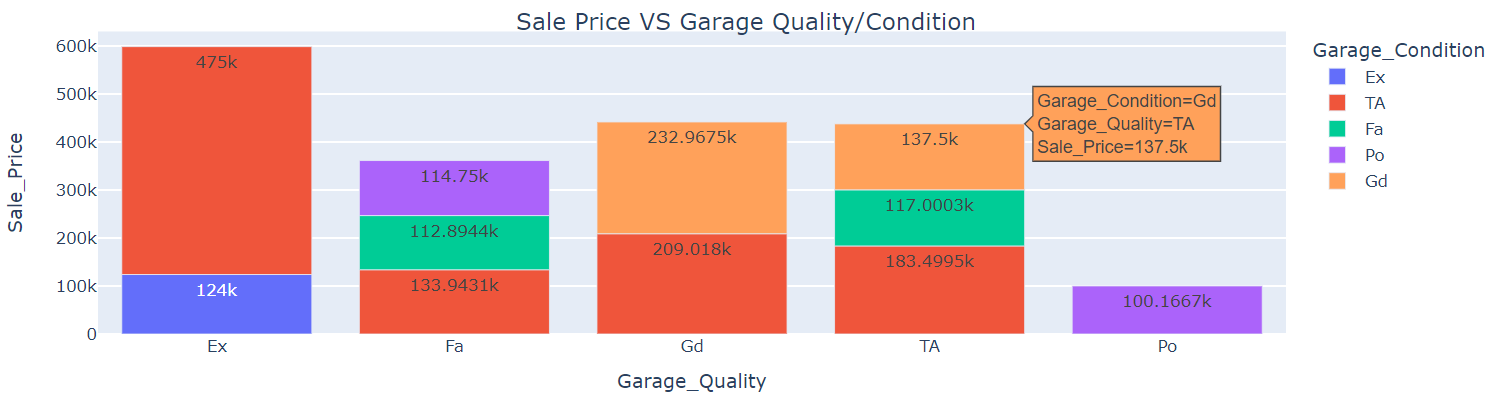 Sale Price VS Garage Quality/Condition
Sale_Price
600k
500k
400k
300k
200k
100k
0
475k
124k
114.75k
112.8944k
133.9431k
232.9675k
209.018k
137.5k
117.0003k
183.4995k
100.1667k
Garage_Condition=Gd
Garage_Quality=TA
Sale_Price=137.5k
Ex
Fa
Gd
TA
Po
Garage_Quality
Garage_Condition
Ex
TA
Fa
Po
Gd